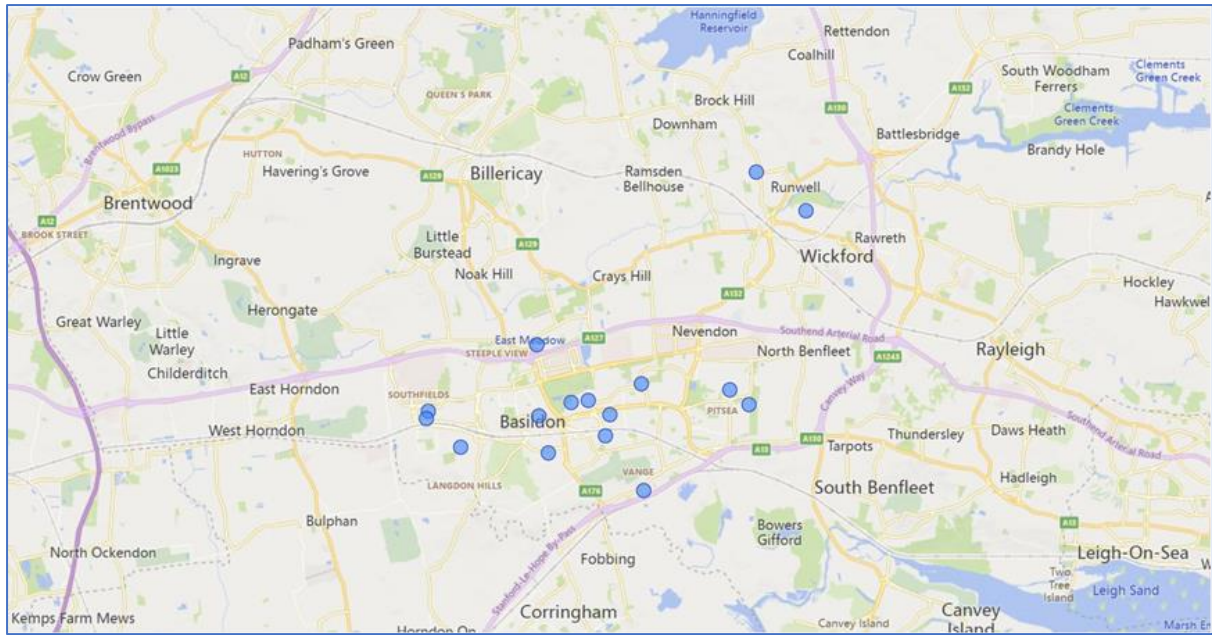 Hanningfield
Reservoir
Rettendon
Padham's Green
Coalhill
Crow Green
A12
South Woodham
Ferrers
Clements
Green Creek
QUEEN'S PARK
Brock Hill
A130
A132
Clements
Green Creek
Downham
Battlesbridge
Brentwood Bypass
HUTTON
Brandy Hole
A1023
Havering's Grove
A129
Billericay
Ramsden
Bellhouse
Runwell
Brentwood
A12
BROOK STREET
Little
Burstead
A129
Rawreth
Ingrave
Noak Hill
Crays Hill
Wickford
Hockley
Herongate
A132
Hawkwel
Great Warley
Little
Warley
East Meadow
A127
Nevendon
Southend Arterial Road
STEEPLE VIEW
North Benfleet
A1245
Rayleigh
Childerditch
East Horndon
SOUTHFIELDS
Canvey Way
PITSEA
West Horndon
Basildon
Southend Arterial Road
A13
A130
Tarpots
Thundersley
Daws Heath
VANGE
LANGDON HILLS
A176
South Benfleet
Hadleigh
Bulphan
A13
Bowers
Gifford
North Ockendon
Stanford-Le-Hope By-Pass
Fobbing
Leigh-On-Sea
Two
Tree
Island
Leigh Sand
Kemps Farm Mews
Corringham
Canvey
Island
Canvey Island
Horndon On
Marsh En